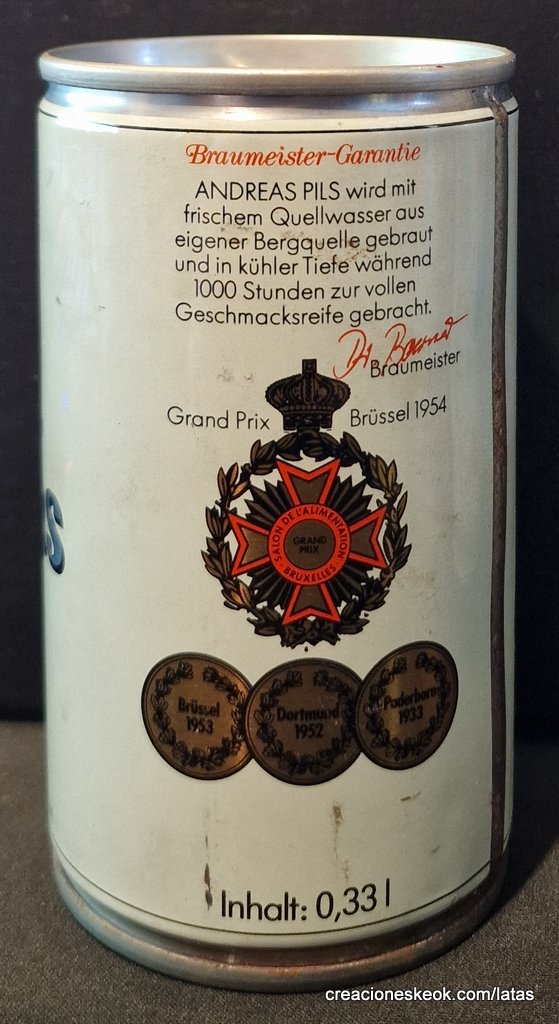 Braumeister-Garantie
ANDREAS PILS wird mit
frischem Quellwasser aus
eigener Bergquelle gebraut
und in kühler Tiefe während
1000 Stunden zur vollen
Geschmacksreife gebracht.
Braumeister
Grand Prix Brüssel 1954
SALON DE L'ALIMENTATION
GRAND
PRIX
BRUXELLES
Brüssel
1953
Dortmund
1952
Paderborn
1933
S
Inhalt: 0,33 l
creacioneskeok.com/latas